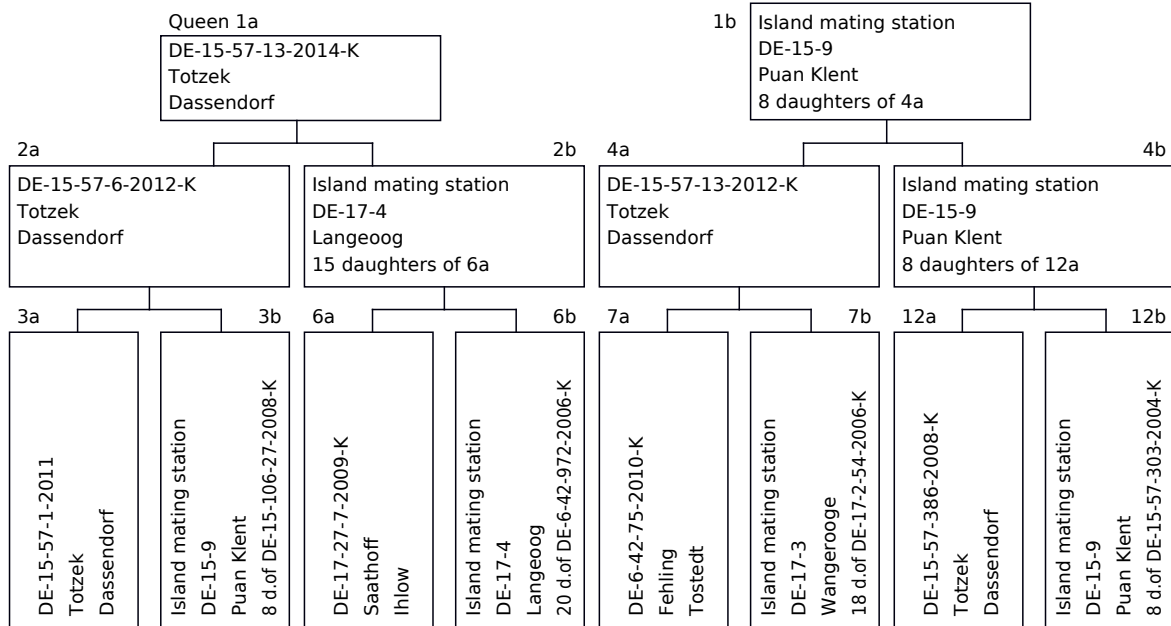 Queen 1a
DE-15-57-13-2014-K
Totzek
Dassendorf
1b
Island mating station
DE-15-9
Puan Klent
8 daughters of 4a
2a
DE-15-57-6-2012-K
Totzek
Dassendorf
2b
Island mating station
DE-17-4
Langeoog
15 daughters of 6a
4a
DE-15-57-13-2012-K
Totzek
Dassendorf
4b
Island mating station
DE-15-9
Puan Klent
8 daughters of 12a
3a
DE-15-57-1-2011
Totzek
Dassendorf
3b
Island mating station
DE-15-9
Puan Klent
8 d.of DE-15-106-27-2008-K
6a
DE-17-27-7-2009-K
Saathoff
Ihlow
6b
Island mating station
DE-17-4
Langeoog
20 d.of DE-6-42-972-2006-K
7a
DE-6-42-75-2010-K
Fehling
Tostedt
7b
Island mating station
DE-17-3
Wangerooge
18 d.of DE-17-2-54-2006-K
12a
DE-15-57-386-2008-K
Totzek
Dassendorf
12b
Island mating station
DE-15-9
Puan Klent
8 d.of DE-15-57-303-2004-K